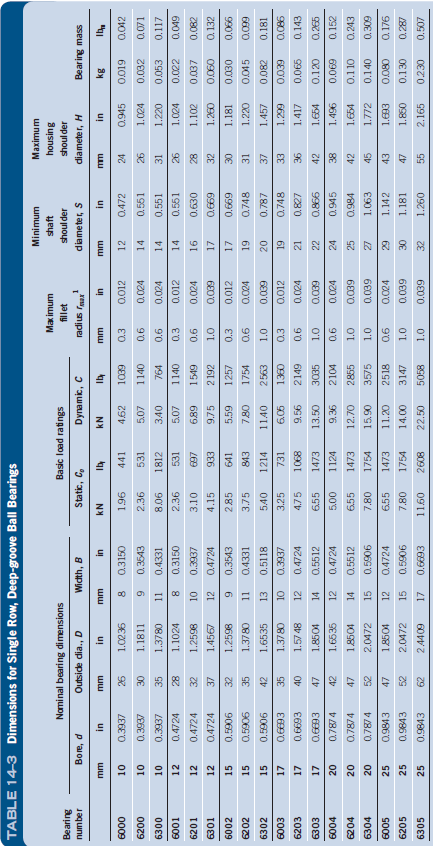 TABLE 14-3 Dimensions for Single Row, Deep-groove Ball Bearings
Maximum Minimum Maximum
fillet shaft housing
Nominal bearing dimensions Basic load ratings shoulder shoulder
Bearing number Bore, d Outside dia., D Width, B Static, Co Dynamic, C radius rmax 1 diameter, S diameter, H Bearing mass
mm in mm in mm in kN lbf kN lbf mm in mm in mm in kg lbm
6000 10 0.3937 26 1.0236 8 0.3150 1.96 441 4.62 1039 0.3 0.012 12 0.472 24 0.945 0.019 0.042
6200 10 0.3937 30 1.1811 9 0.3543 2.36 531 5.07 1140 0.6 0.024 14 0.551 26 1.024 0.032 0.071
6300 10 0.3937 35 1.3780 11 0.4331 8.06 1812 3.40 764 0.6 0.024 14 0.551 31 1.220 0.053 0.117
6001 12 0.4724 28 1.1024 8 0.3150 2.36 531 5.07 1140 0.3 0.012 14 0.551 26 1.024 0.022 0.049
6201 12 0.4724 32 1.2598 10 0.3937 3.10 697 6.89 1549 0.6 0.024 16 0.630 28 1.102 0.037 0.082
6301 12 0.4724 37 1.4567 12 0.4724 4.15 933 9.75 2192 1.0 0.039 17 0.669 32 1.260 0.060 0.132
6002 15 0.5906 32 1.2598 9 0.3543 2.85 641 5.59 1257 0.3 0.012 17 0.669 30 1.181 0.030 0.066
6202 15 0.5906 35 1.3780 11 0.4331 3.75 843 7.80 1754 0.6 0.024 19 0.748 31 1.220 0.045 0.099
6302 15 0.5906 42 1.6535 13 0.5118 5.40 1214 11.40 2563 1.0 0.039 20 0.787 37 1.457 0.082 0.181
6003 17 0.6693 35 1.3780 10 0.3937 3.25 731 6.05 1360 0.3 0.012 19 0.748 33 1.299 0.039 0.086
6203 17 0.6693 40 1.5748 12 0.4724 4.75 1068 9.56 2149 0.6 0.024 21 0.827 36 1.417 0.065 0.143
6303 17 0.6693 47 1.8504 14 0.5512 6.55 1473 13.50 3035 1.0 0.039 22 0.866 42 1.654 0.120 0.265
6004 20 0.7874 42 1.6535 12 0.4724 5.00 1124 9.36 2104 0.6 0.024 24 0.945 38 1.496 0.069 0.152
6204 20 0.7874 47 1.8504 14 0.5512 6.55 1473 12.70 2855 1.0 0.039 25 0.984 42 1.654 0.110 0.243
6304 20 0.7874 52 2.0472 15 0.5906 7.80 1754 15.90 3575 1.0 0.039 27 1.063 45 1.772 0.140 0.309
6005 25 0.9843 47 1.8504 12 0.4724 6.55 1473 11.20 2518 0.6 0.024 29 1.142 43 1.693 0.080 0.176
6205 25 0.9843 52 2.0472 15 0.5906 7.80 1754 14.00 3147 1.0 0.039 30 1.181 47 1.850 0.130 0.287
6305 25 0.9843 62 2.4409 17 0.6693 11.60 2608 22.50 5058 1.0 0.039 32 1.260 55 2.165 0.230 0.507